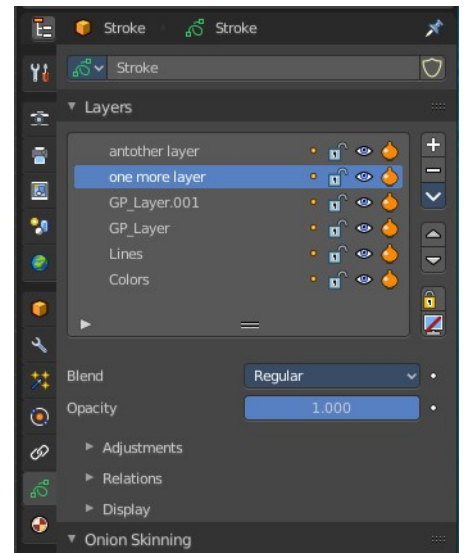 Stroke Stroke
Stroke
Layers
antother layer
one more layer
GP_Layer.001
GP_Layer
Lines
Colors
Blend Regular
Opacity 1.000
Adjustments
Relations
Display
Onion Skinning